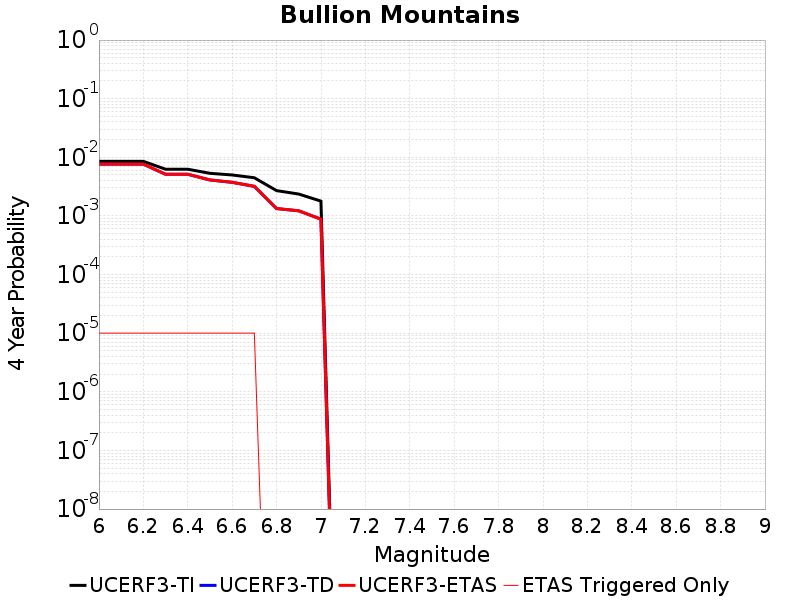 Bullion Mountains
4 Year Probability
10^0
10^-1
10^-2
10^-3
10^-4
10^-5
10^-6
10^-7
10^-8
6 6.2 6.4 6.6 6.8 7 7.2 7.4 7.6 7.8 8 8.2 8.4 8.6 8.8 9
Magnitude
UCERF3-TI UCERF3-TD UCERF3-ETAS ETAS Triggered Only